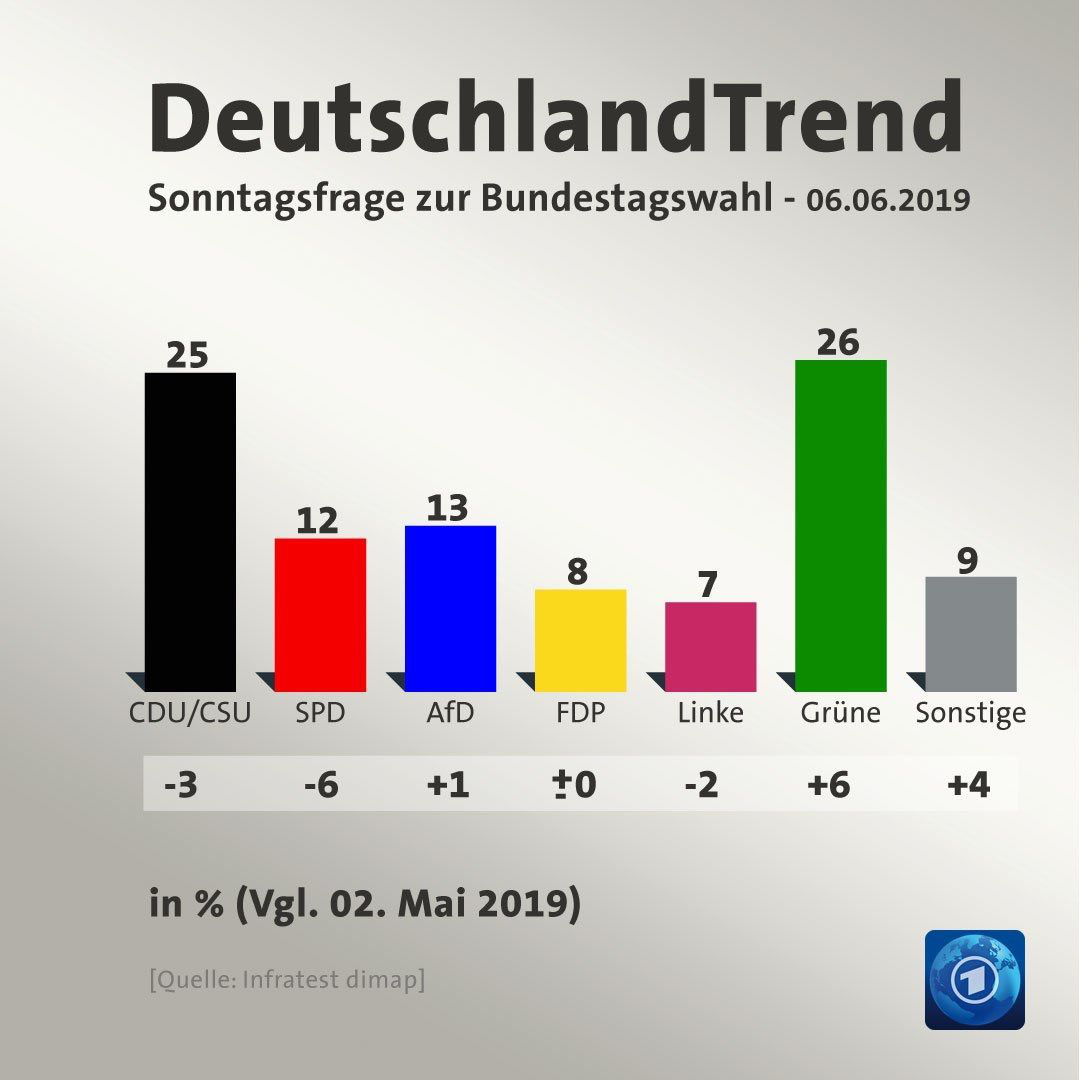 DeutschlandTrend
Sonntagsfrage zur Bundestagswahl - 06.06.2019
25 12 13 8 7 26 9
CDU/CSU SPD AfD FDP Linke Grüne Sonstige
-3 -6 +1 ±0 -2 +6 +4
in % (Vgl. 02. Mai 2019)
[Quelle: Infratest dimap]
1